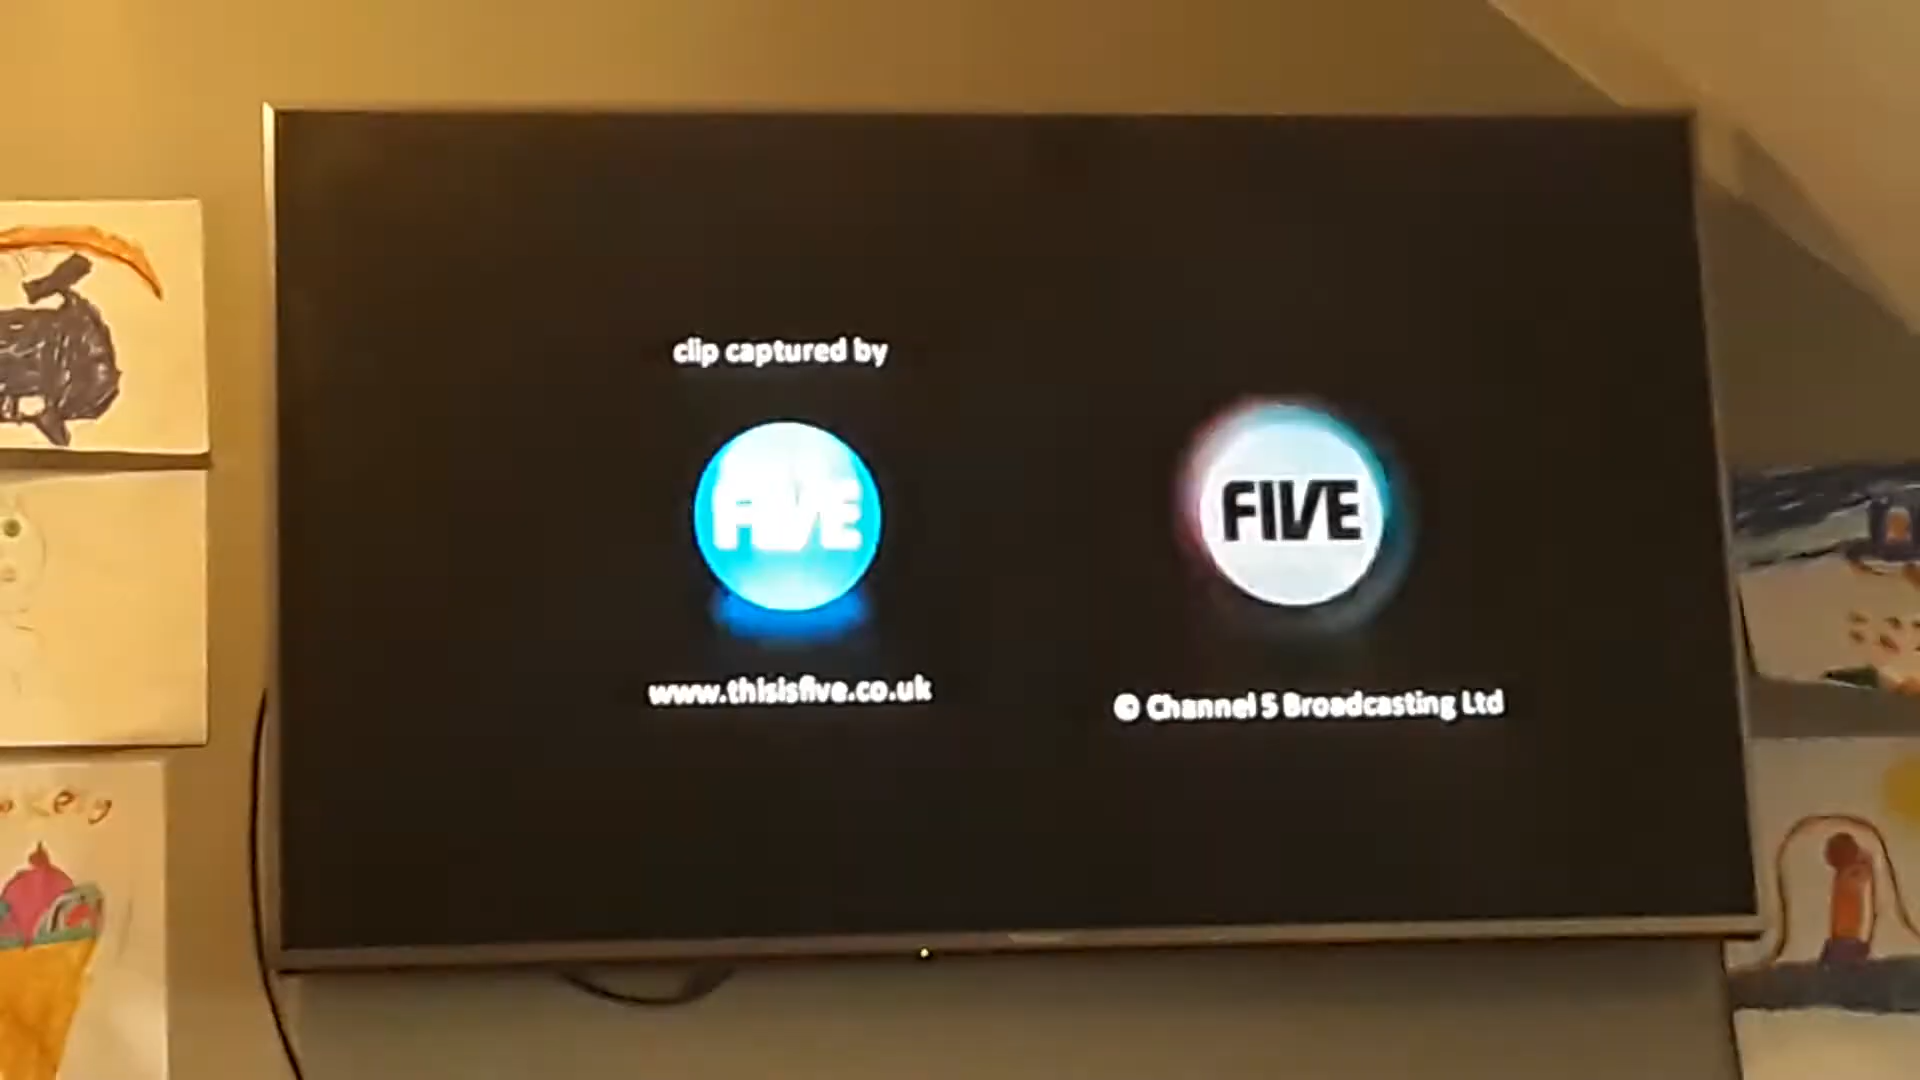 clip captured by
FIVE
www.thisisfive.co.uk
FIVE
© Channel 5 Broadcasting Ltd